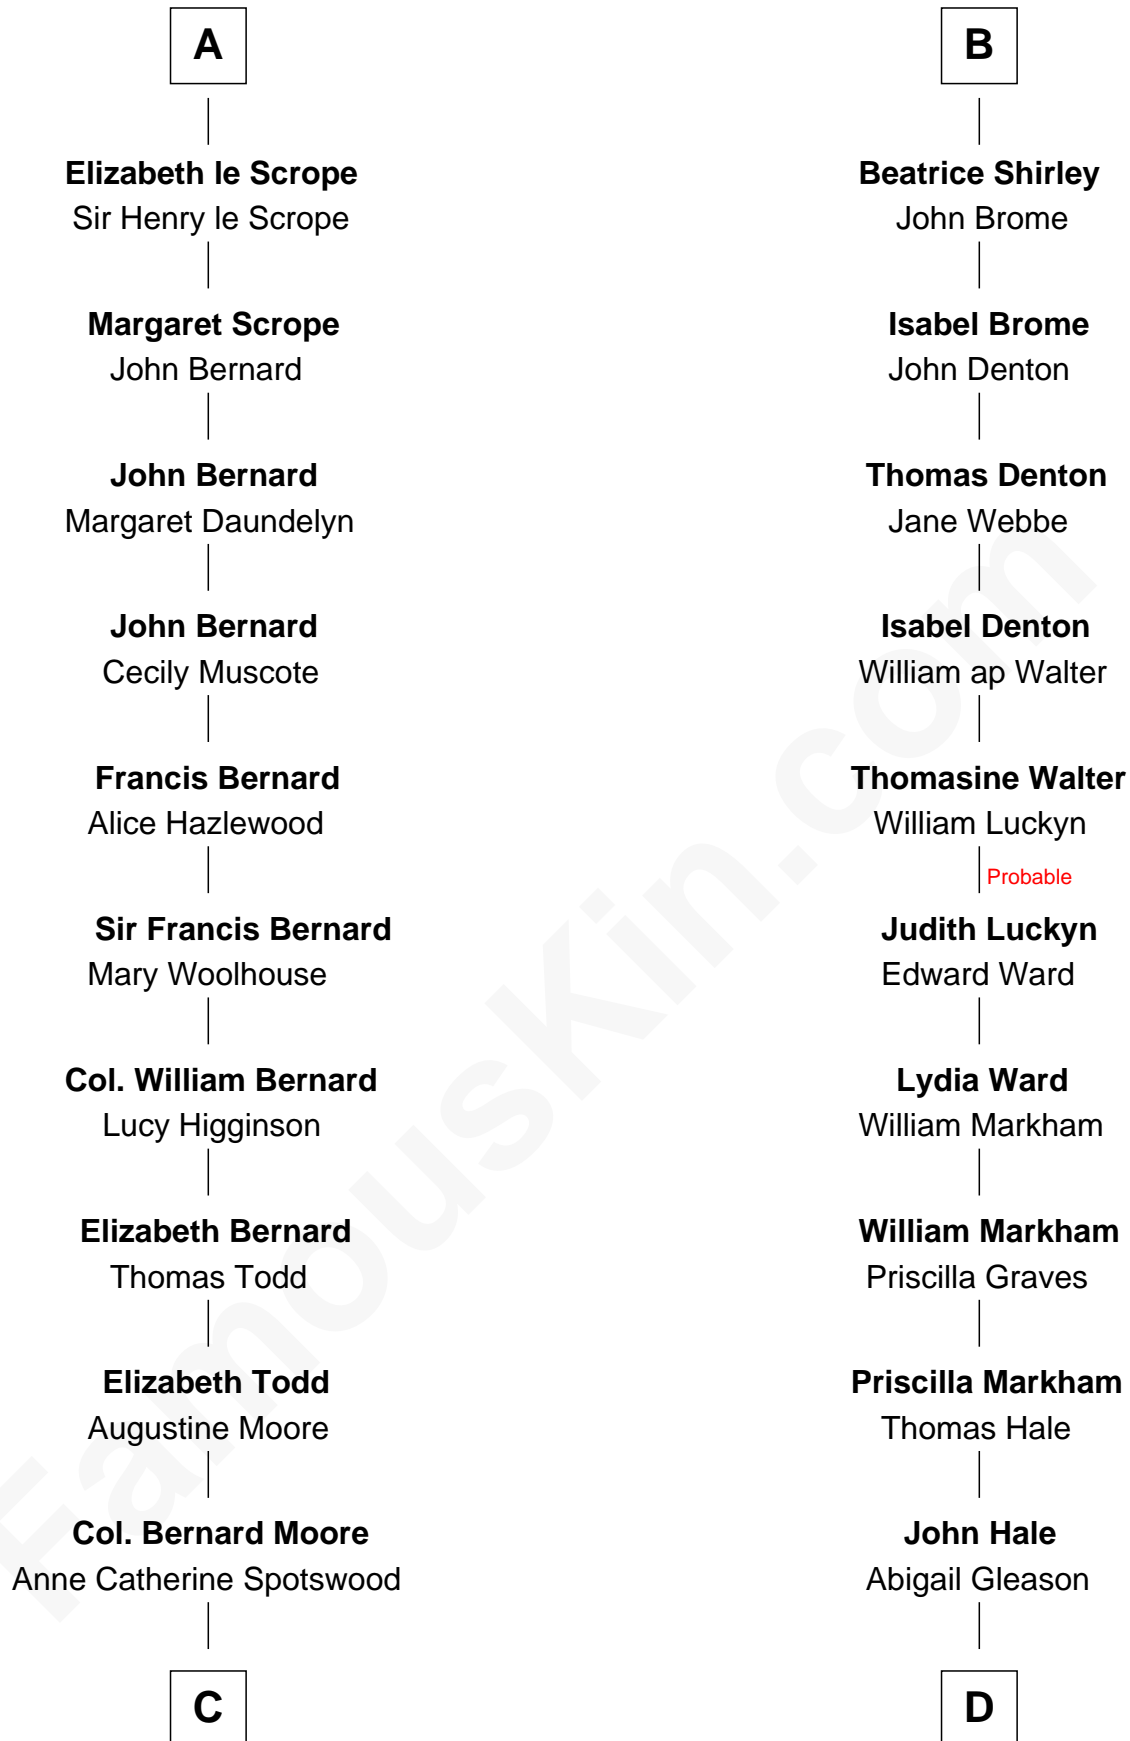 A
Elizabeth le Scrope
Sir Henry le Scrope
Margaret Scrope
John Bernard
John Bernard
Margaret Daundelyn
John Bernard
Cecily Muscote
Francis Bernard
Alice Hazlewood
Sir Francis Bernard
Mary Woolhouse
Col. William Bernard
Lucy Higginson
Elizabeth Bernard
Thomas Todd
Elizabeth Todd
Augustine Moore
Col. Bernard Moore
Anne Catherine Spotswood
C
B
Beatrice Shirley
John Brome
Isabel Brome
John Denton
Thomas Denton
Jane Webbe
Isabel Denton
William ap Walter
Thomasine Walter
William Luckyn
Probable
Judith Luckyn
Edward Ward
Lydia Ward
William Markham
William Markham
Priscilla Graves
Priscilla Markham
Thomas Hale
John Hale
Abigail Gleason
D
FamousKin.com